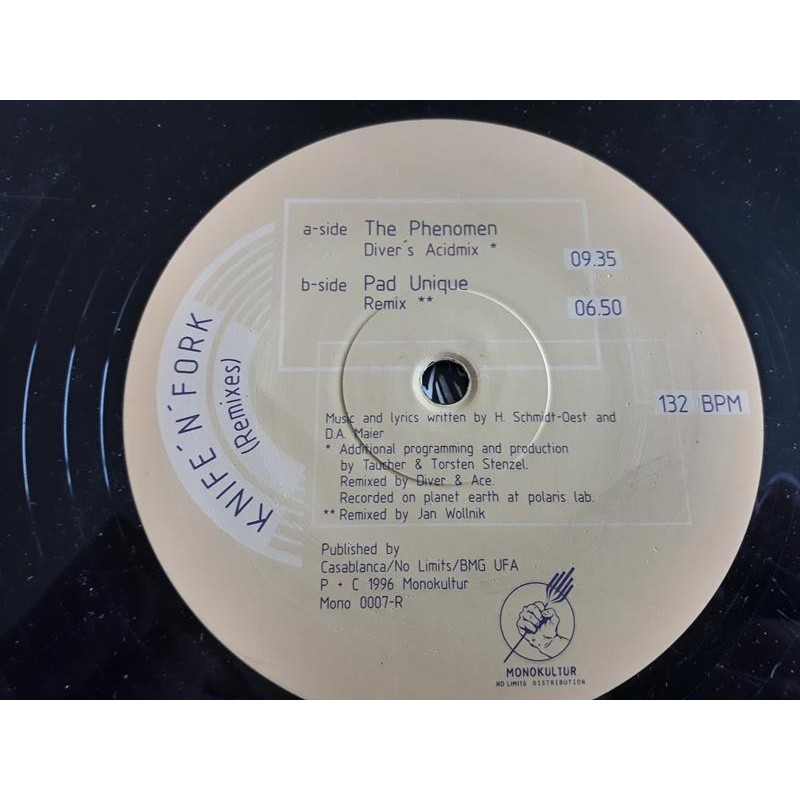 KNIFE´N´FORK
(Remixes)
a-side The Phenomen
Diver´s Acidmix *
09.35
b-side Pad Unique
Remix **
06.50
132 BPM
Music and lyrics written by H. Schmidt-Oest and
D.A. Maier
* Additional programming and production
by Taucher & Torsten Stenzel.
Remixed by Diver & Ace.
Recorded on planet earth at polaris lab.
** Remixed by Jan Wollnik
Published by
Casablanca/No Limits/BMG UFA
P + C 1996 Monokultur
Mono 0007-R
MONOKULTUR
NO LIMITS DISTRIBUTION